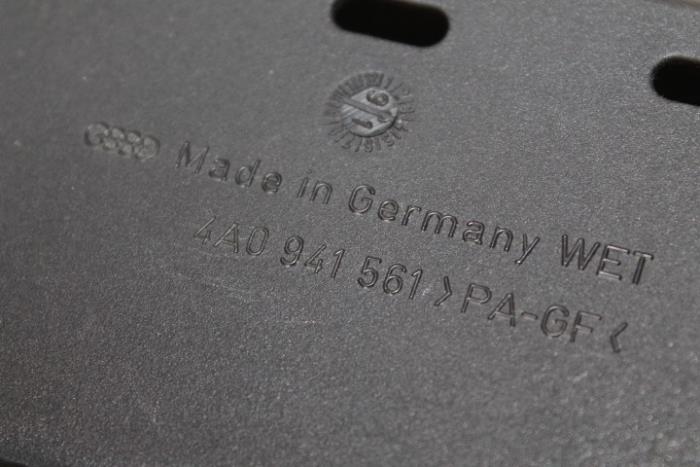 Made in Germany WET
4A0 941 561 >PA-GF<